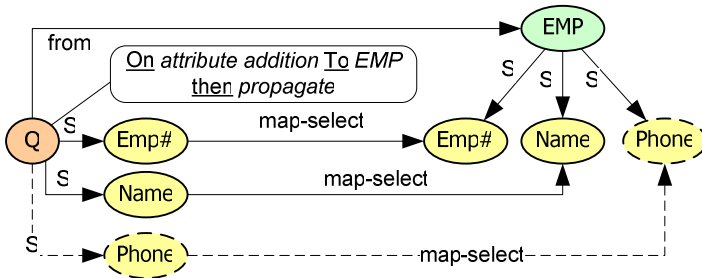 EMP
from
On attribute addition To EMP
then propagate
S
S
S
Q
S
Emp#
map-select
Emp#
Name
Phone
S
Name
map-select
S
Phone
map-select